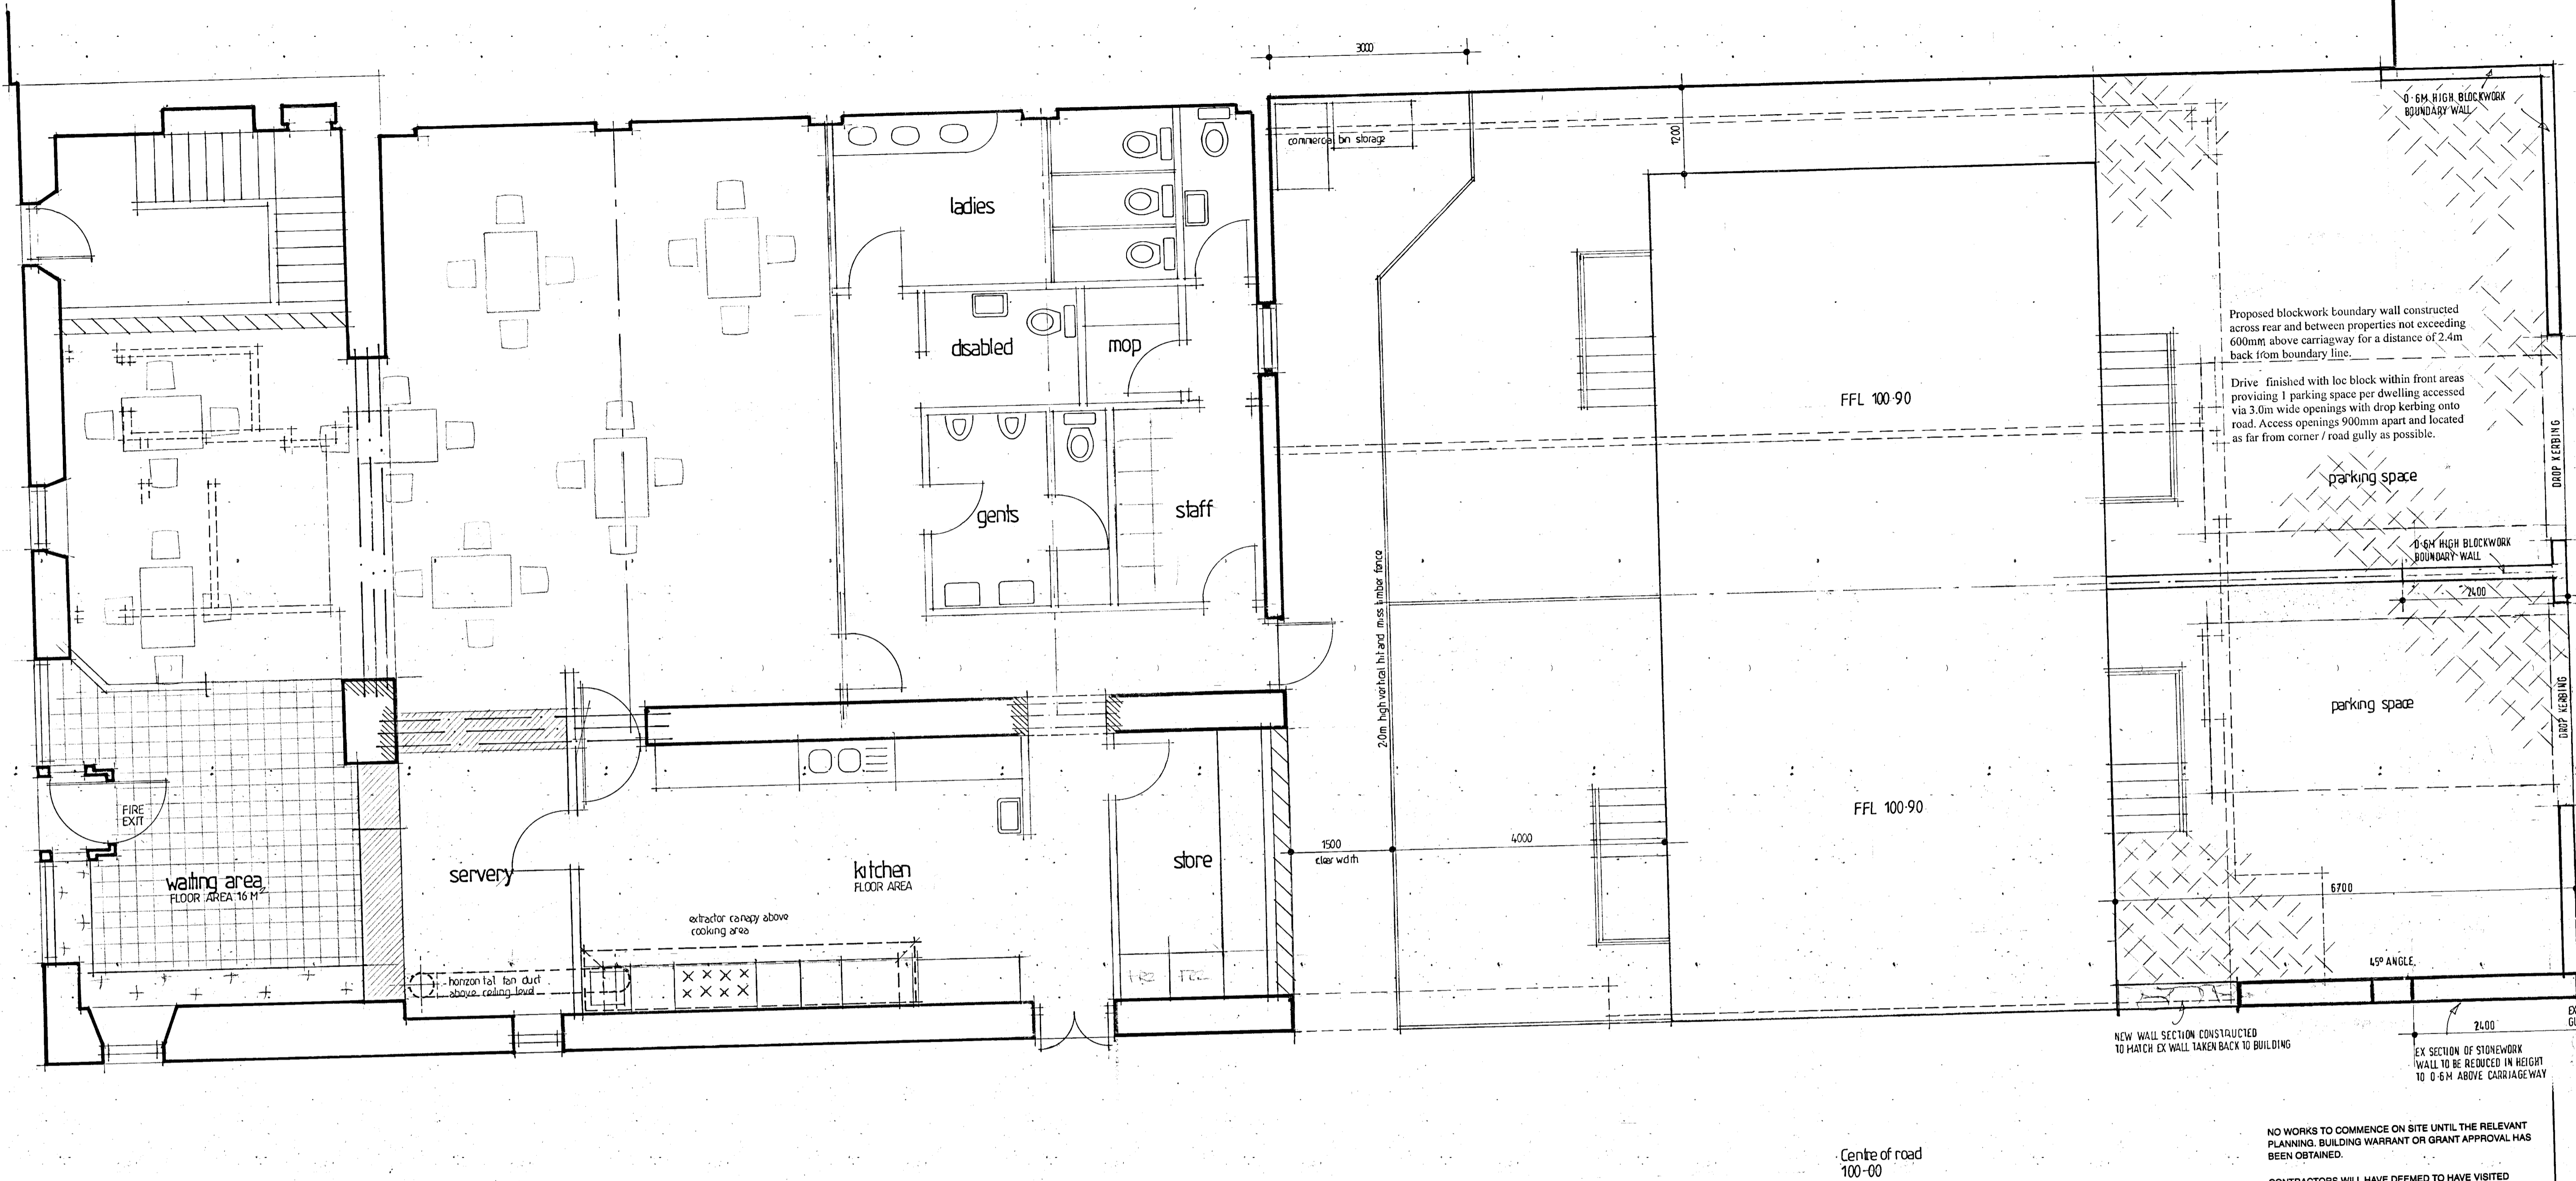 3000
0·6M HIGH BLOCKWORK
BOUNDARY WALL
commercial bin storage
1200
ladies
disabled
mop
Proposed blockwork boundary wall constructed
across rear and between properties not exceeding
600mm above carriagway for a distance of 2.4m
back from boundary line.
Drive finished with loc block within front areas
providing 1 parking space per dwelling accessed
via 3.0m wide openings with drop kerbing onto
road. Access openings 900mm apart and located
as far from corner / road gully as possible.
FFL 100·90
DROP KERBING
parking space
gents
staff
0·6M HIGH BLOCKWORK
BOUNDARY WALL
2400
2·0m high vertical hit and miss timber fence
parking space
DROP KERBING
FIRE
EXIT
FFL 100·90
1500
clear width
4000
store
kitchen
FLOOR AREA
servery
waiting area
FLOOR AREA 16 M²
6700
extractor canopy above
cooking area
45° ANGLE
horizontal fan duct
above ceiling level
NEW WALL SECTION CONSTRUCTED
TO MATCH EX WALL TAKEN BACK TO BUILDING
2400
EX SECTION OF STONEWORK
WALL TO BE REDUCED IN HEIGHT
TO 0·6M ABOVE CARRIAGEWAY
Centre of road
100-00
NO WORKS TO COMMENCE ON SITE UNTIL THE RELEVANT
PLANNING. BUILDING WARRANT OR GRANT APPROVAL HAS
BEEN OBTAINED.
CONTRACTORS WILL HAVE DEEMED TO HAVE VISITED